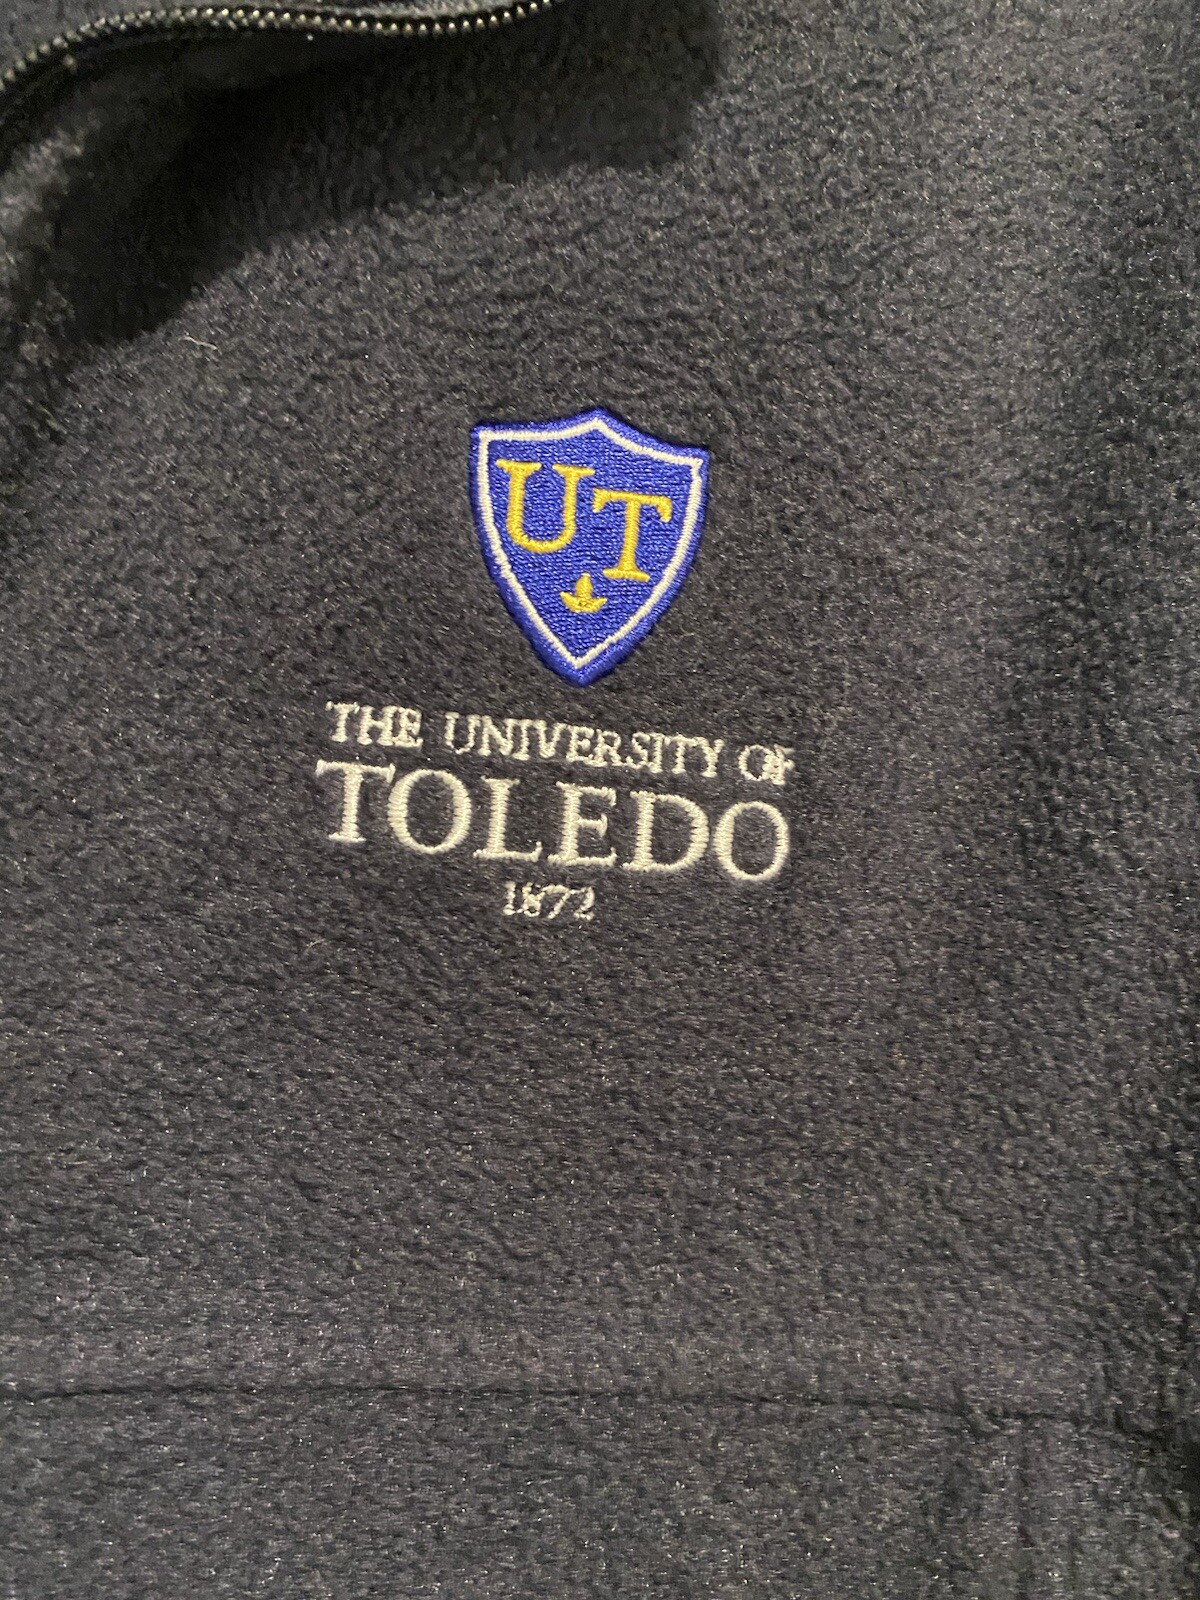 UT
THE UNIVERSITY OF
TOLEDO
1872